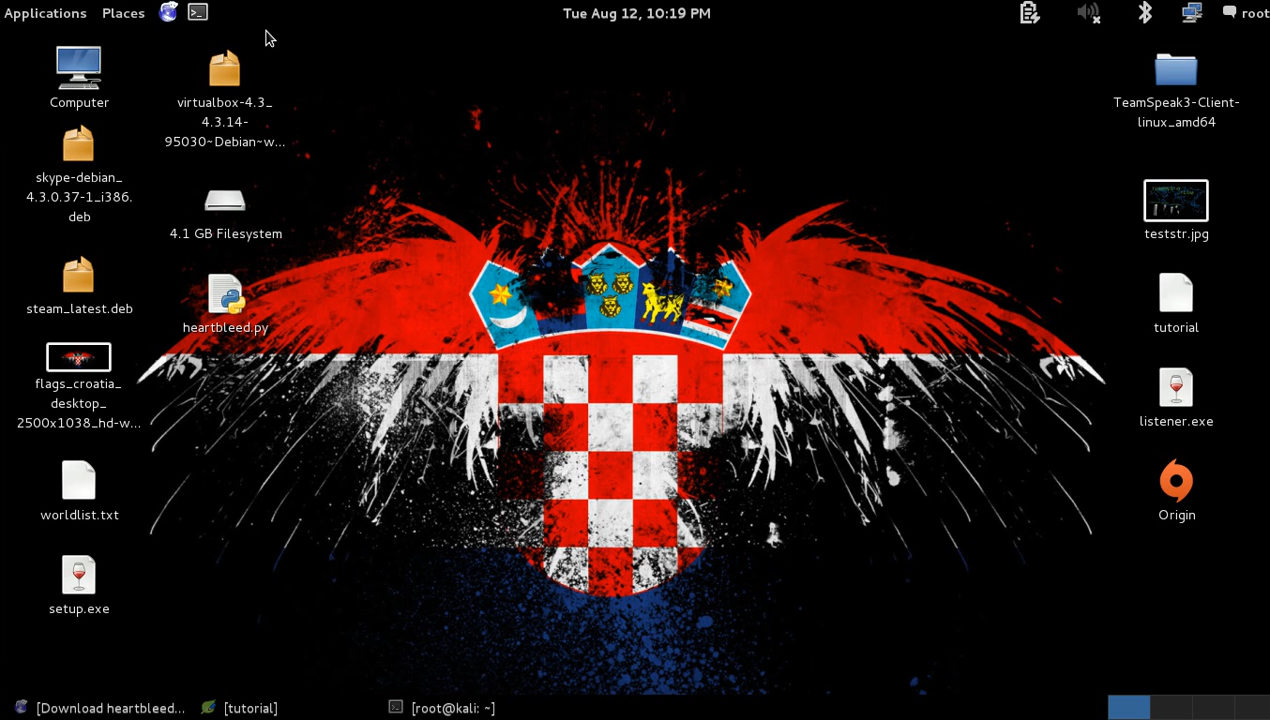 Applications Places Tue Aug 12, 10:19 PM root
Computer
skype-debian_
4.3.0.37-1_i386.
deb
steam_latest.deb
flags_croatia_
desktop_
2500x1038_hd-w...
worldlist.txt
setup.exe
virtualbox-4.3_
4.3.14-
95030~Debian~w...
4.1 GB Filesystem
heartbleed.py
TeamSpeak3-Client-
linux_amd64
teststr.jpg
tutorial
listener.exe
Origin
[Download heartbleed... [tutorial] [root@kali: ~]